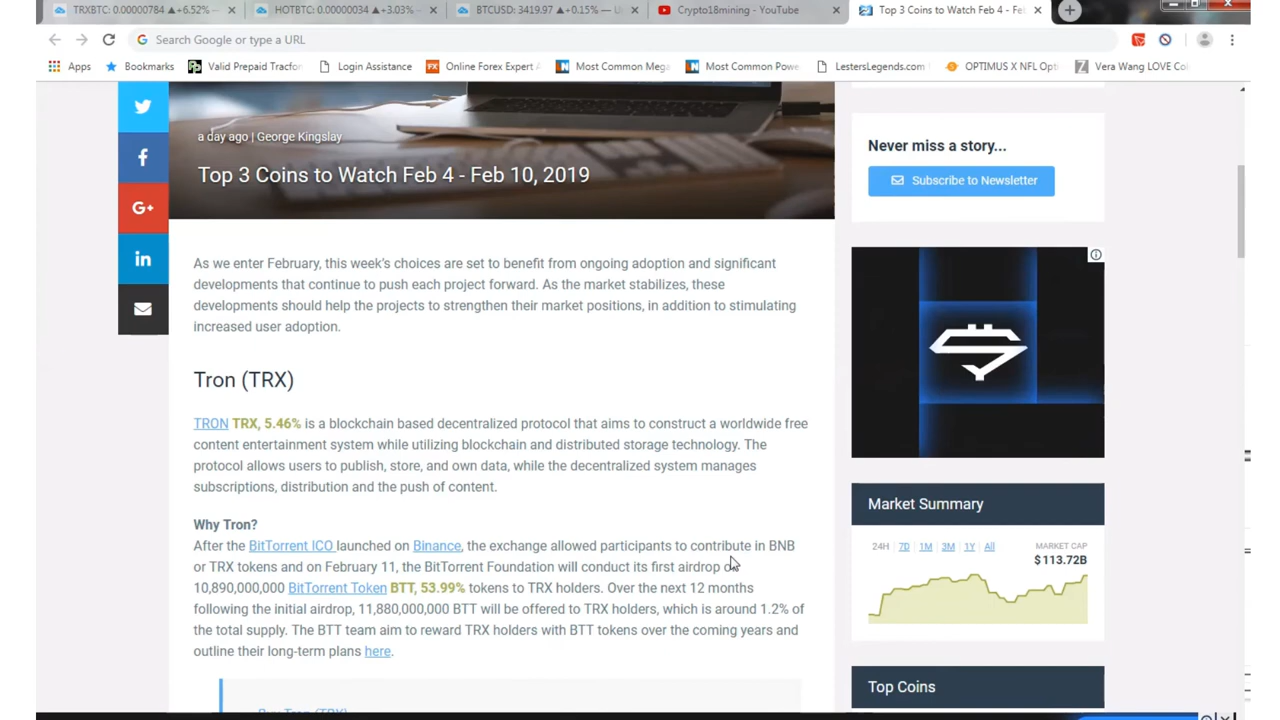 TRXBTC: 0.00000784 ▲+6.52%
HOTBTC: 0.00000034 ▲+3.03%
BTCUSD: 3419.97 ▲+0.15% — U
Crypto18mining - YouTube
Top 3 Coins to Watch Feb 4 - Fe
Search Google or type a URL
Apps
Bookmarks
Valid Prepaid Tracfor
Login Assistance
Online Forex Expert A
Most Common Mega
Most Common Powe
LestersLegends.com
OPTIMUS X NFL Opti
Vera Wang LOVE Co
a day ago | George Kingslay
Top 3 Coins to Watch Feb 4 - Feb 10, 2019
As we enter February, this week's choices are set to benefit from ongoing adoption and significant
developments that continue to push each project forward. As the market stabilizes, these
developments should help the projects to strengthen their market positions, in addition to stimulating
increased user adoption.
Tron (TRX)
TRON TRX, 5.46% is a blockchain based decentralized protocol that aims to construct a worldwide free
content entertainment system while utilizing blockchain and distributed storage technology. The
protocol allows users to publish, store, and own data, while the decentralized system manages
subscriptions, distribution and the push of content.
Why Tron?
After the BitTorrent ICO launched on Binance, the exchange allowed participants to contribute in BNB
or TRX tokens and on February 11, the BitTorrent Foundation will conduct its first airdrop
10,890,000,000 BitTorrent Token BTT, 53.99% tokens to TRX holders. Over the next 12 months
following the initial airdrop, 11,880,000,000 BTT will be offered to TRX holders, which is around 1.2% of
the total supply. The BTT team aim to reward TRX holders with BTT tokens over the coming years and
outline their long-term plans here.
Never miss a story...
Subscribe to Newsletter
Market Summary
24H 7D 1M 3M 1Y All
MARKET CAP
$113.72B
Top Coins